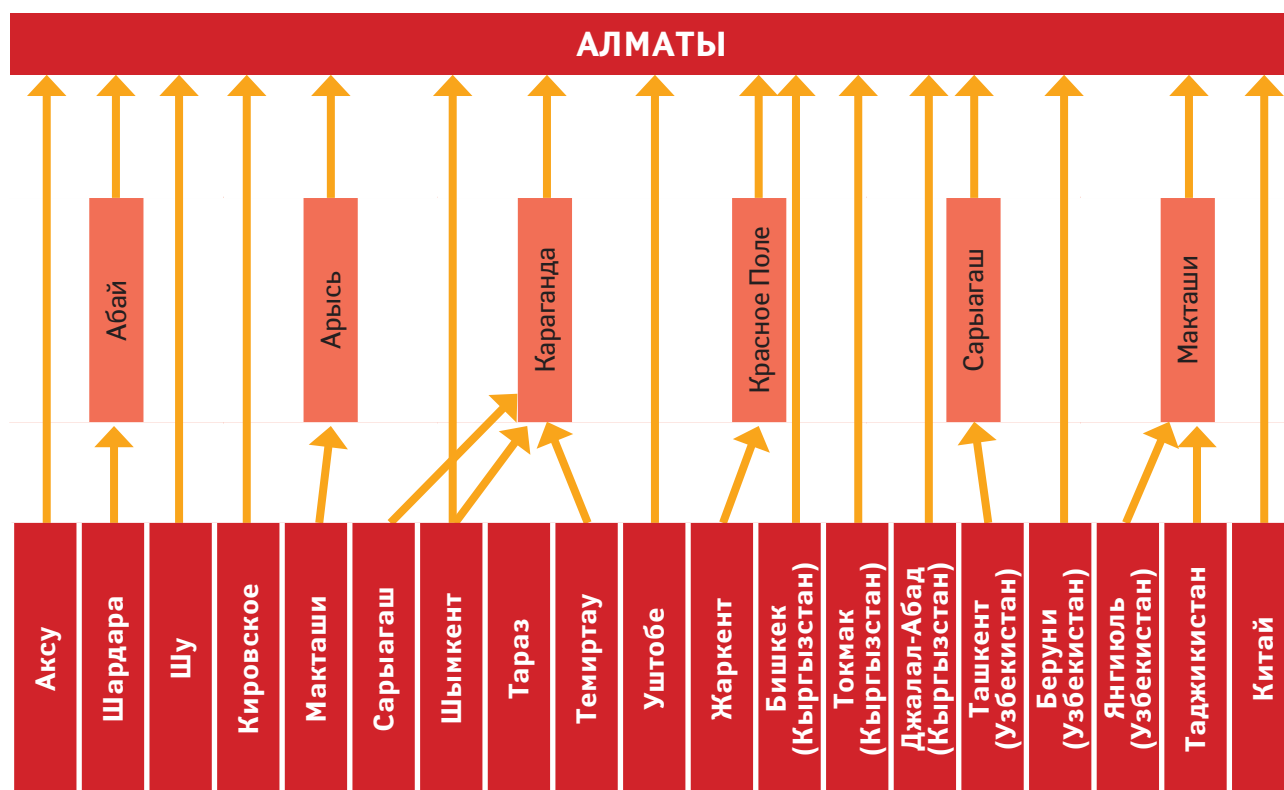 АЛМАТЫ
Абай
Арысь
Караганда
Красное Поле
Сарыагаш
Макташи
Аксу
Шардара
Шу
Кировское
Макташи
Сарыагаш
Шымкент
Тараз
Темиртау
Уштобе
Жаркент
Бишкек
(Кыргызстан)
Токмак
(Кыргызстан)
Джалал-Абад
(Кыргызстан)
Ташкент
(Узбекистан)
Беруни
(Узбекистан)
Янгиюль
(Узбекистан)
Таджикистан
Китай